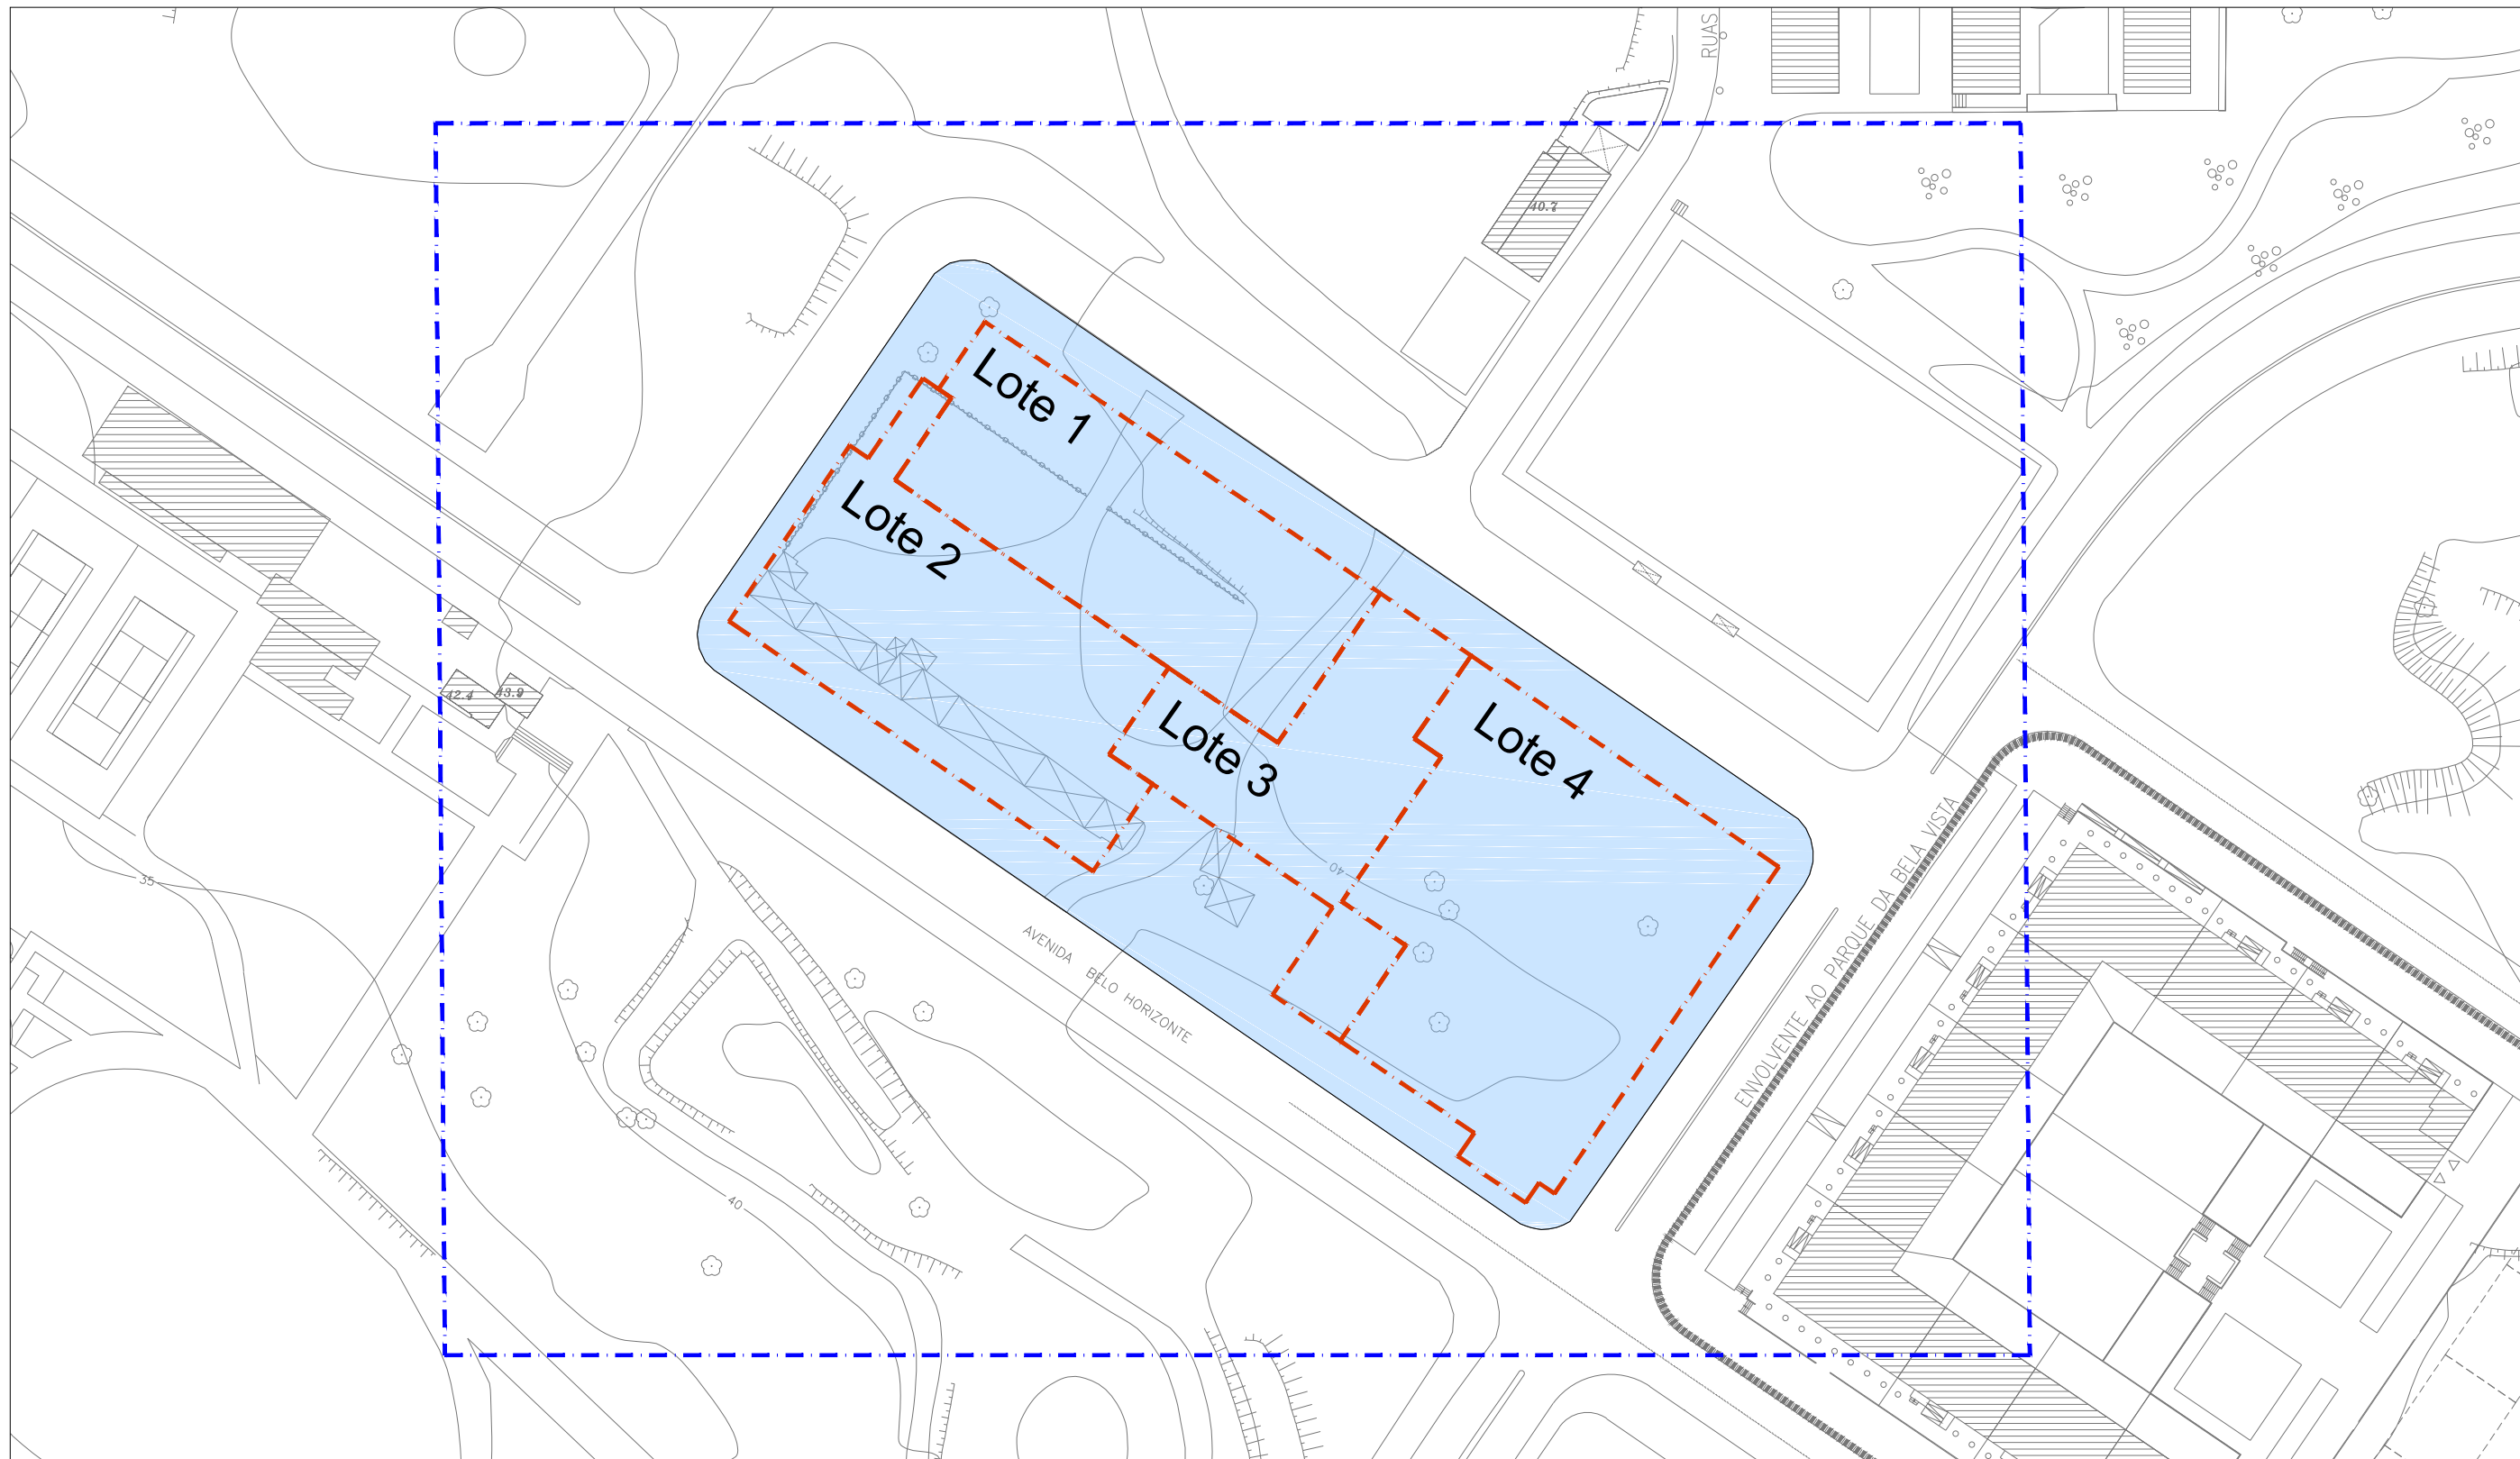 RUAS
40.7
Lote 1
Lote 2
42.4
43.9
Lote 3
Lote 4
40
35
AVENIDA BELO HORIZONTE
ENVOLVENTE AO PARQUE DA BELA VISTA
40